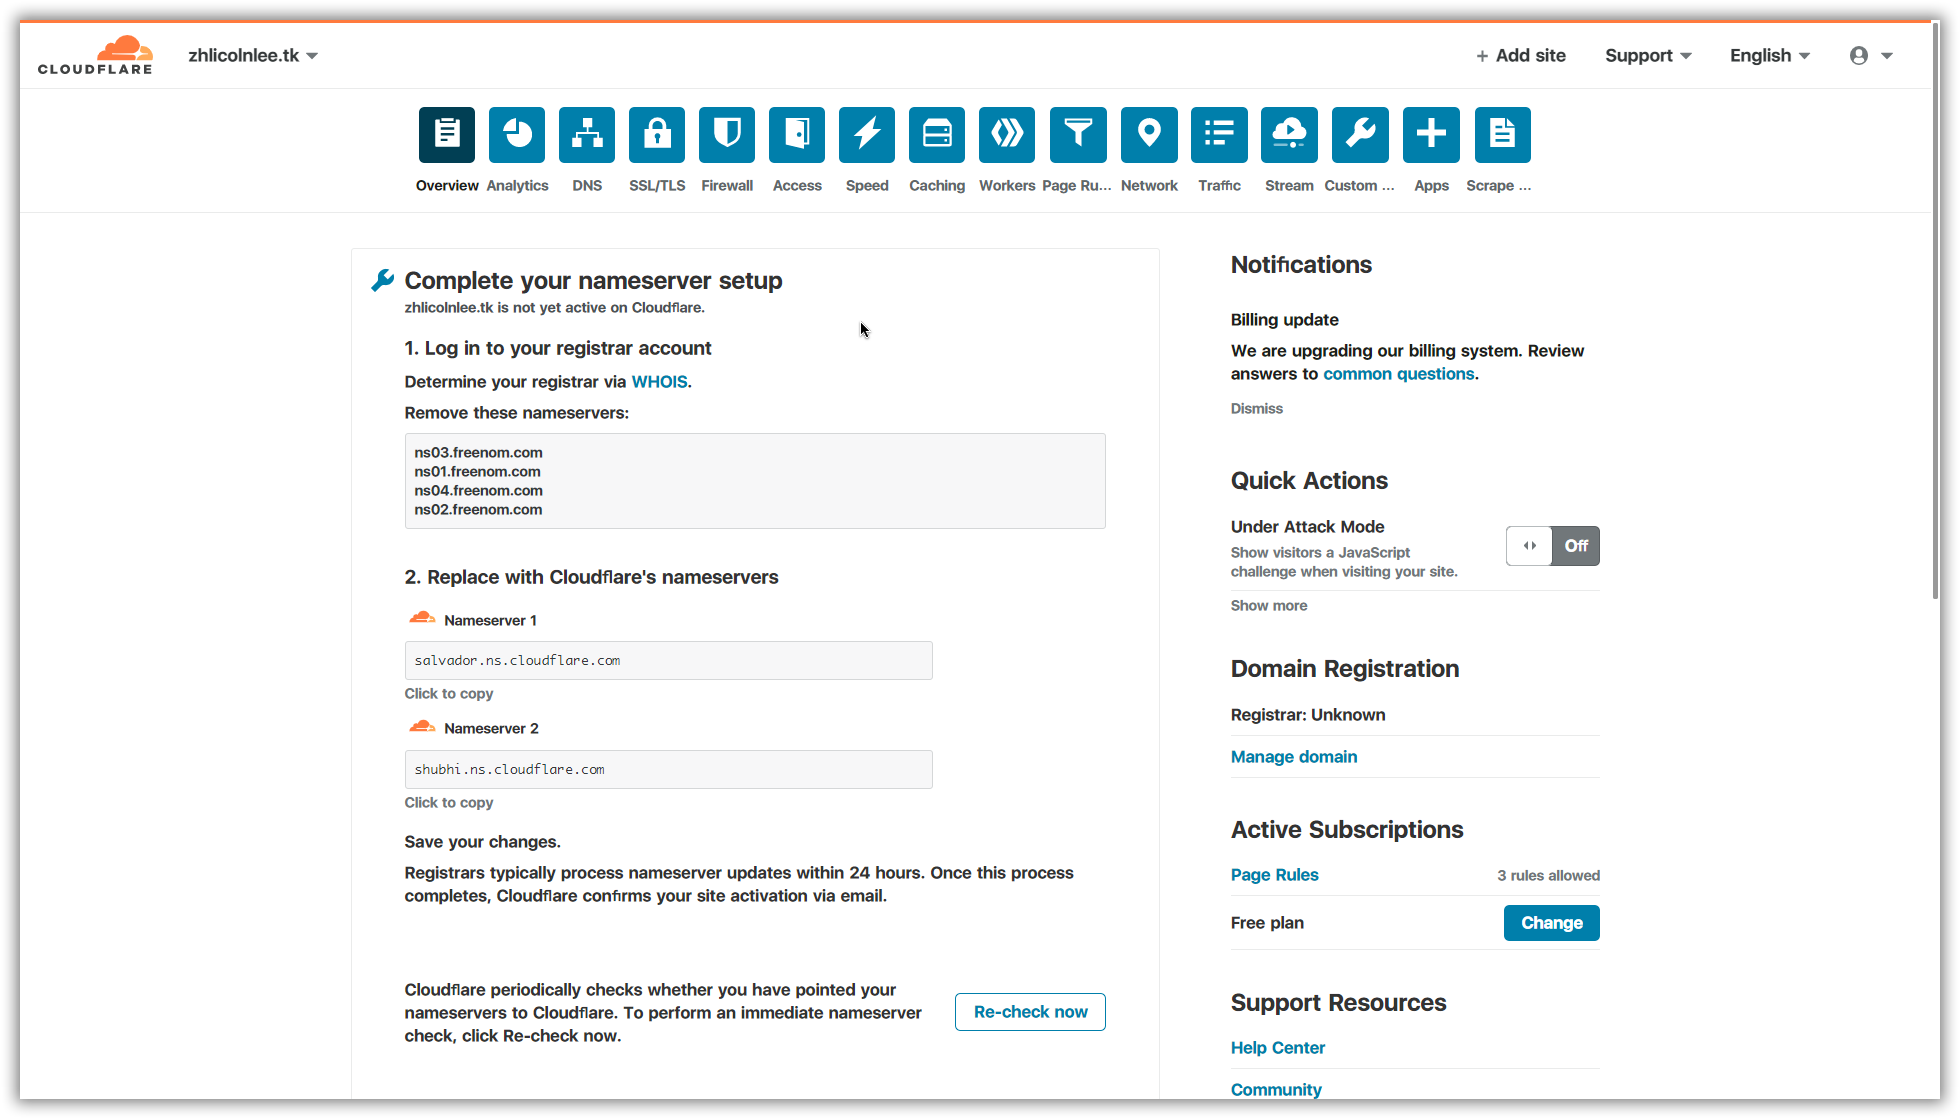 CLOUDFLARE
zhlicolnlee.tk
+ Add site
Support
English
Overview
Analytics
DNS
SSL/TLS
Firewall
Access
Speed
Caching
Workers
Page Ru...
Network
Traffic
Stream
Custom ...
Apps
Scrape ...
Complete your nameserver setup
zhlicolnlee.tk is not yet active on Cloudflare.
1. Log in to your registrar account
Determine your registrar via WHOIS.
Remove these nameservers:
ns03.freenom.com
ns01.freenom.com
ns04.freenom.com
ns02.freenom.com
2. Replace with Cloudflare's nameservers
Nameserver 1
salvador.ns.cloudflare.com
Click to copy
Nameserver 2
shubhi.ns.cloudflare.com
Click to copy
Save your changes.
Registrars typically process nameserver updates within 24 hours. Once this process
completes, Cloudflare confirms your site activation via email.
Cloudflare periodically checks whether you have pointed your
nameservers to Cloudflare. To perform an immediate nameserver
check, click Re-check now.
Re-check now
Notifications
Billing update
We are upgrading our billing system. Review
answers to common questions.
Dismiss
Quick Actions
Under Attack Mode
Show visitors a JavaScript
challenge when visiting your site.
Off
Show more
Domain Registration
Registrar: Unknown
Manage domain
Active Subscriptions
Page Rules
3 rules allowed
Free plan
Change
Support Resources
Help Center
Community